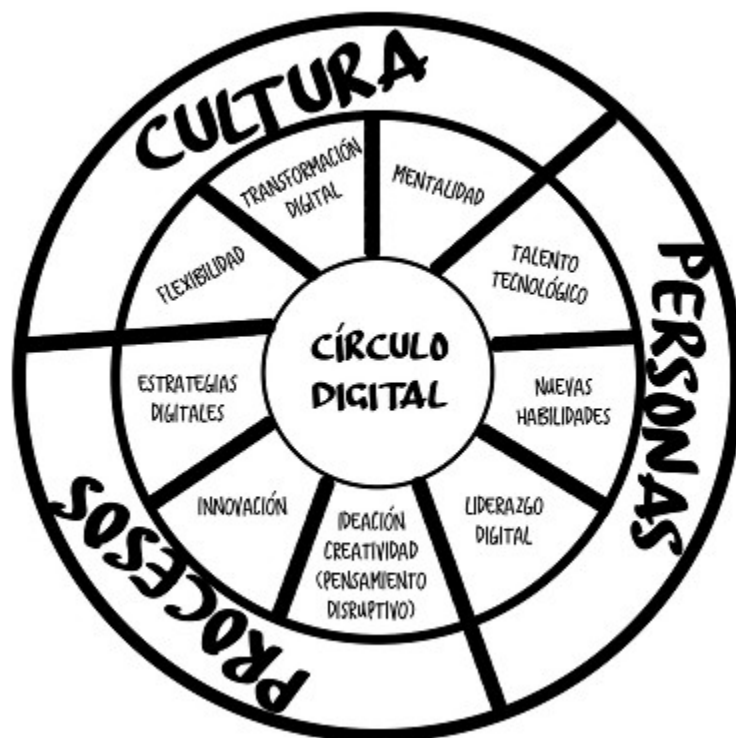 CULTURA
TRANSFORMACIÓN
DIGITAL
MENTALIDAD
FLEXIBILIDAD
TALENTO
TECNOLÓGICO
PERSONAS
CÍRCULO
DIGITAL
ESTRATEGIAS
DIGITALES
NUEVAS
HABILIDADES
INNOVACIÓN
IDEACIÓN
CREATIVIDAD
(PENSAMIENTO
DISRUPTIVO)
LIDERAZGO
DIGITAL
PROCESOS